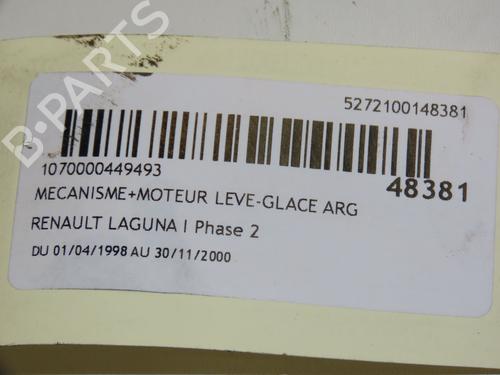 B-PARTS
5272100148381
1070000449493
48381
MECANISME+MOTEUR LEVE-GLACE ARG
RENAULT LAGUNA I Phase 2
DU 01/04/1998 AU 30/11/2000